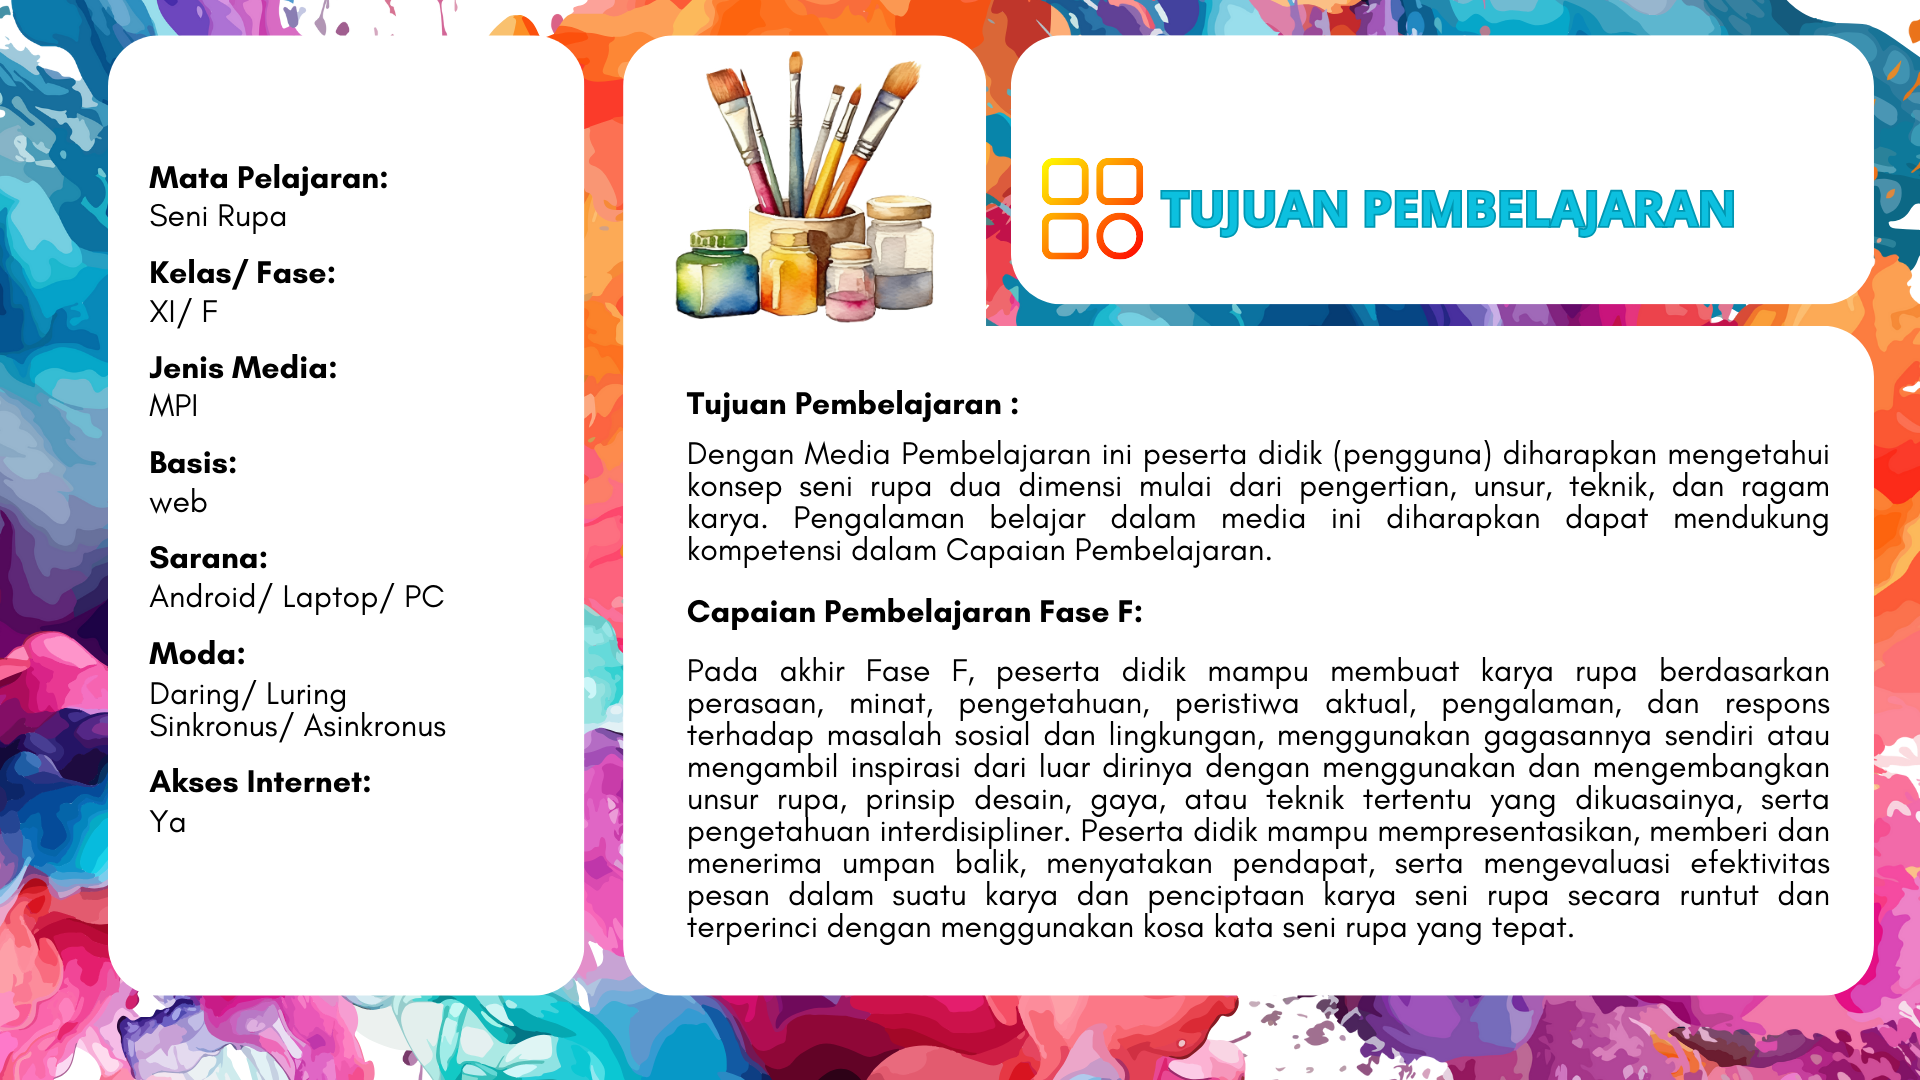 Mata Pelajaran:
Seni Rupa
Kelas/ Fase:
XI/ F
Jenis Media:
MPI
Basis:
web
Sarana:
Android/ Laptop/ PC
Moda:
Daring/ Luring
Sinkronus/ Asinkronus
Akses Internet:
Ya
TUJUAN PEMBELAJARAN
Tujuan Pembelajaran :
Dengan Media Pembelajaran ini peserta didik (pengguna) diharapkan mengetahui
konsep seni rupa dua dimensi mulai dari pengertian, unsur, teknik, dan ragam
karya. Pengalaman belajar dalam media ini diharapkan dapat mendukung
kompetensi dalam Capaian Pembelajaran.
Capaian Pembelajaran Fase F:
Pada akhir Fase F, peserta didik mampu membuat karya rupa berdasarkan
perasaan, minat, pengetahuan, peristiwa aktual, pengalaman, dan respons
terhadap masalah sosial dan lingkungan, menggunakan gagasannya sendiri atau
mengambil inspirasi dari luar dirinya dengan menggunakan dan mengembangkan
unsur rupa, prinsip desain, gaya, atau teknik tertentu yang dikuasainya, serta
pengetahuan interdisipliner. Peserta didik mampu mempresentasikan, memberi dan
menerima umpan balik, menyatakan pendapat, serta mengevaluasi efektivitas
pesan dalam suatu karya dan penciptaan karya seni rupa secara runtut dan
terperinci dengan menggunakan kosa kata seni rupa yang tepat.